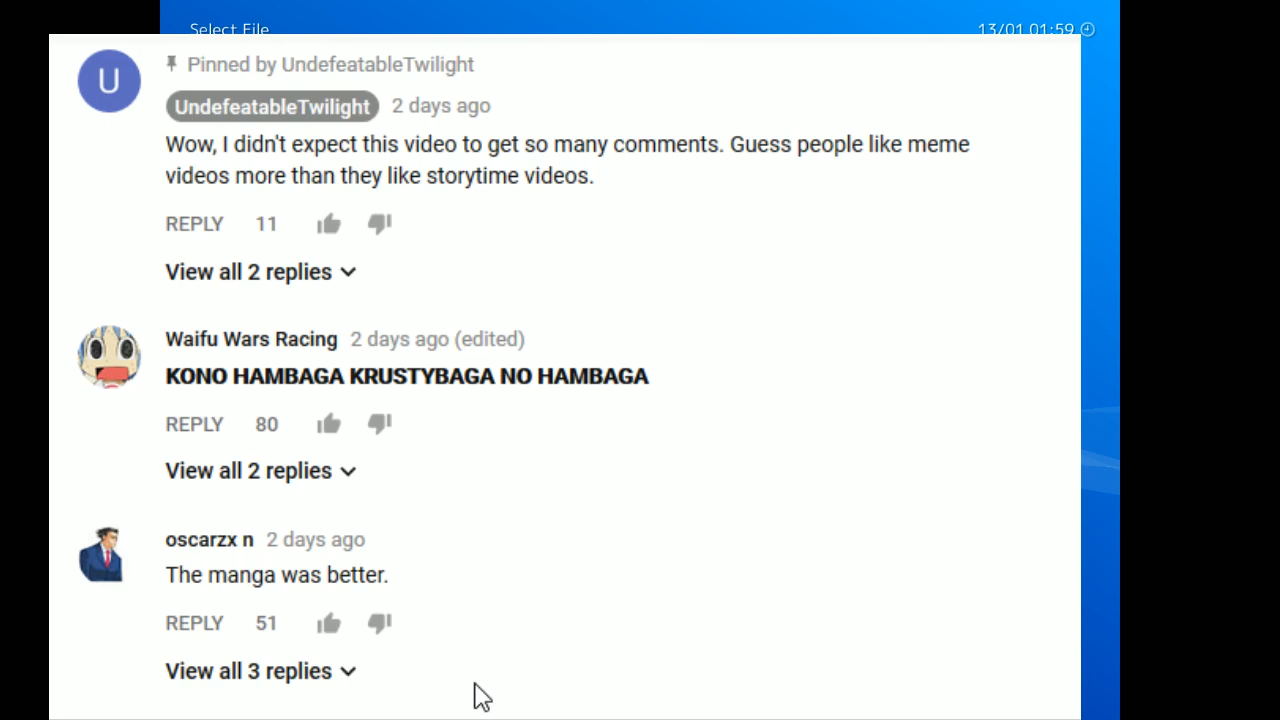 Select File
13/01 01:59
U
Pinned by UndefeatableTwilight
UndefeatableTwilight 2 days ago
Wow, I didn't expect this video to get so many comments. Guess people like meme
videos more than they like storytime videos.
REPLY 11
View all 2 replies
Waifu Wars Racing 2 days ago (edited)
KONO HAMBAGA KRUSTYBAGA NO HAMBAGA
REPLY 80
View all 2 replies
oscarzx n 2 days ago
The manga was better.
REPLY 51
View all 3 replies